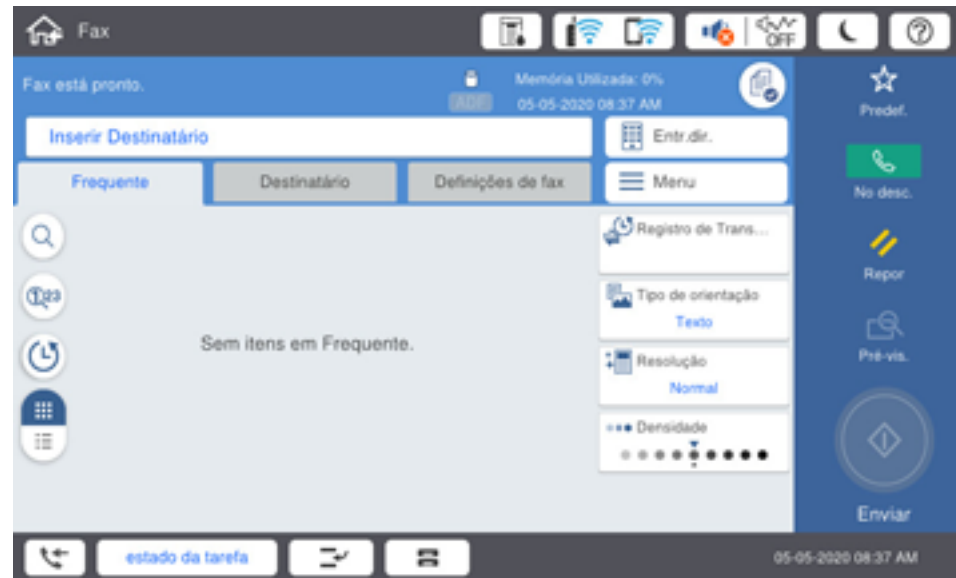 Fax
OFF
Fax está pronto.
Memória Utilizada: 0%
ADF
05-05-2020 08:37 AM
Predef.
Inserir Destinatário
Entr.dir.
Frequente
Destinatário
Definições de fax
Menu
No desc.
Registro de Trans...
Repor
123
Tipo de orientação
Texto
Sem itens em Frequente.
Pré-vis.
Resolução
Normal
Densidade
Enviar
estado da tarefa
05-05-2020 08:37 AM